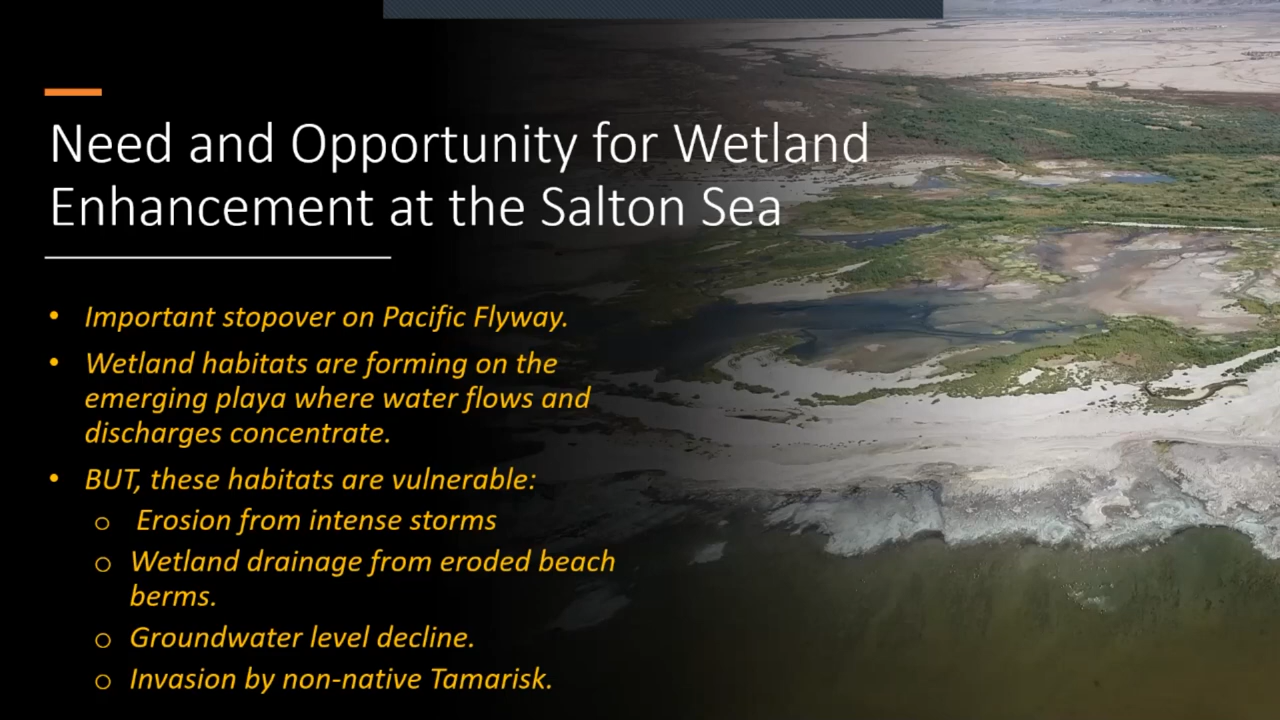 Need and Opportunity for Wetland
Enhancement at the Salton Sea
• Important stopover on Pacific Flyway.
• Wetland habitats are forming on the
emerging playa where water flows and
discharges concentrate.
• BUT, these habitats are vulnerable:
o Erosion from intense storms
o Wetland drainage from eroded beach
berms.
o Groundwater level decline.
o Invasion by non-native Tamarisk.